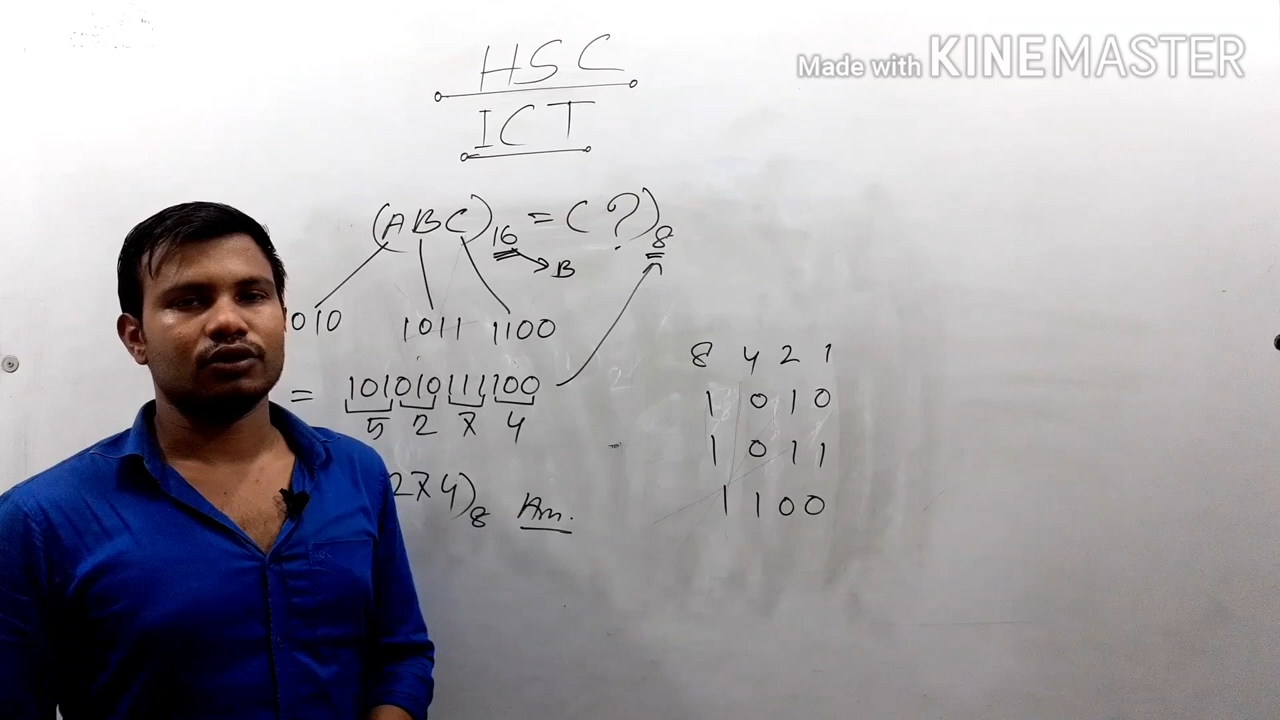 Made with KINEMASTER
HSC
ICT
(ABC)16 = ( ? )8
B
010 1011 1100
= 101010111100
5 2 7 4
274)8 Ans.
8 4 2 1
1 0 1 0
1 0 1 1
1 1 0 0